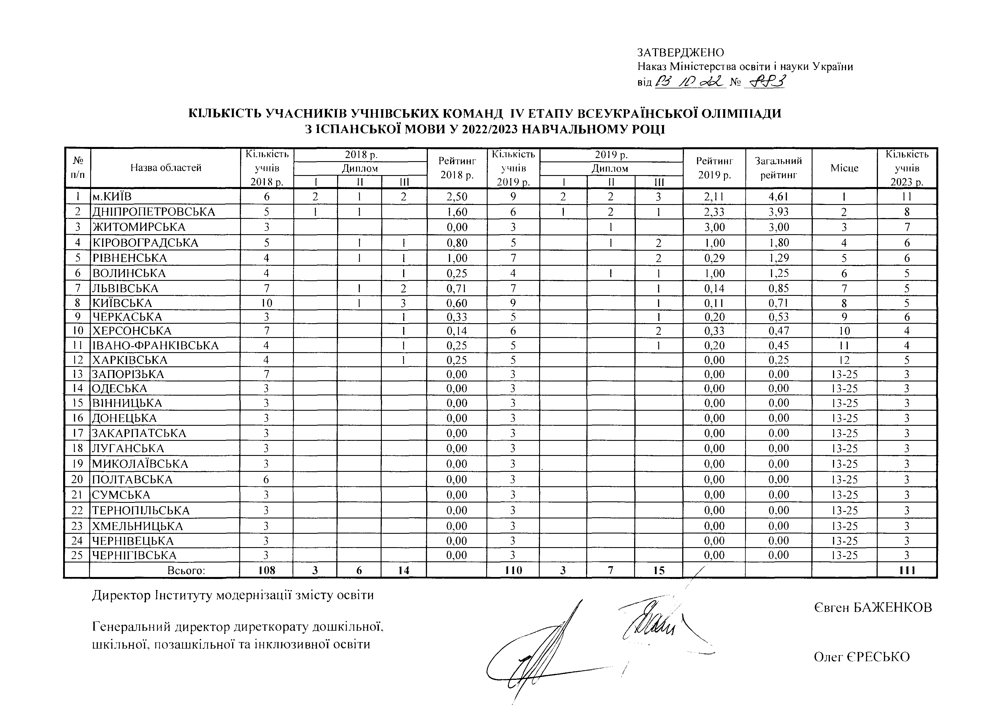 ЗАТВЕРДЖЕНО
Наказ Міністерства освіти і науки України
від 03 10 22 № 883
КІЛЬКІСТЬ УЧАСНИКІВ УЧНІВСЬКИХ КОМАНД IV ЕТАПУ ВСЕУКРАЇНСЬКОЇ ОЛІМПІАДИ
З ІСПАНСЬКОЇ МОВИ У 2022/2023 НАВЧАЛЬНОМУ РОЦІ
№ п/п Назва областей Кількість учнів 2018 р. 2018 р. Диплом I II III Рейтинг 2018 р. Кількість учнів 2019 р. 2019 р. Диплом I II III Рейтинг 2019 р. Загальний рейтинг Місце Кількість учнів 2023 р.
1 м.КИЇВ 6 2 1 2 2,50 9 2 2 3 2,11 4,61 1 11
2 ДНІПРОПЕТРОВСЬКА 5 1 1 1,60 6 1 2 1 2,33 3,93 2 8
3 ЖИТОМИРСЬКА 3 0,00 3 1 3,00 3,00 3 7
4 КІРОВОГРАДСЬКА 5 1 1 0,80 5 1 2 1,00 1,80 4 6
5 РІВНЕНСЬКА 4 1 1 1,00 7 2 0,29 1,29 5 6
6 ВОЛИНСЬКА 4 1 0,25 4 1 1 1,00 1,25 6 5
7 ЛЬВІВСЬКА 7 1 2 0,71 7 1 0,14 0,85 7 5
8 КИЇВСЬКА 10 1 3 0,60 9 1 0,11 0,71 8 5
9 ЧЕРКАСЬКА 3 1 0,33 5 1 0,20 0,53 9 6
10 ХЕРСОНСЬКА 7 1 0,14 6 2 0,33 0,47 10 4
11 ІВАНО-ФРАНКІВСЬКА 4 1 0,25 5 1 0,20 0,45 11 4
12 ХАРКІВСЬКА 4 1 0,25 5 0,00 0,25 12 5
13 ЗАПОРІЗЬКА 7 0,00 3 0,00 0,00 13-25 3
14 ОДЕСЬКА 3 0,00 3 0,00 0,00 13-25 3
15 ВІННИЦЬКА 3 0,00 3 0,00 0,00 13-25 3
16 ДОНЕЦЬКА 3 0,00 3 0,00 0,00 13-25 3
17 ЗАКАРПАТСЬКА 3 0,00 3 0,00 0,00 13-25 3
18 ЛУГАНСЬКА 3 0,00 3 0,00 0,00 13-25 3
19 МИКОЛАЇВСЬКА 3 0,00 3 0,00 0,00 13-25 3
20 ПОЛТАВСЬКА 6 0,00 3 0,00 0,00 13-25 3
21 СУМСЬКА 3 0,00 3 0,00 0,00 13-25 3
22 ТЕРНОПІЛЬСЬКА 3 0,00 3 0,00 0,00 13-25 3
23 ХМЕЛЬНИЦЬКА 3 0,00 3 0,00 0,00 13-25 3
24 ЧЕРНІВЕЦЬКА 3 0,00 3 0,00 0,00 13-25 3
25 ЧЕРНІГІВСЬКА 3 0,00 3 0,00 0,00 13-25 3
Всього: 108 3 6 14 110 3 7 15 111
Директор Інституту модернізації змісту освіти
Євген БАЖЕНКОВ
Генеральний директор диреткорату дошкільної,
шкільної, позашкільної та інклюзивної освіти
Олег ЄРЕСЬКО